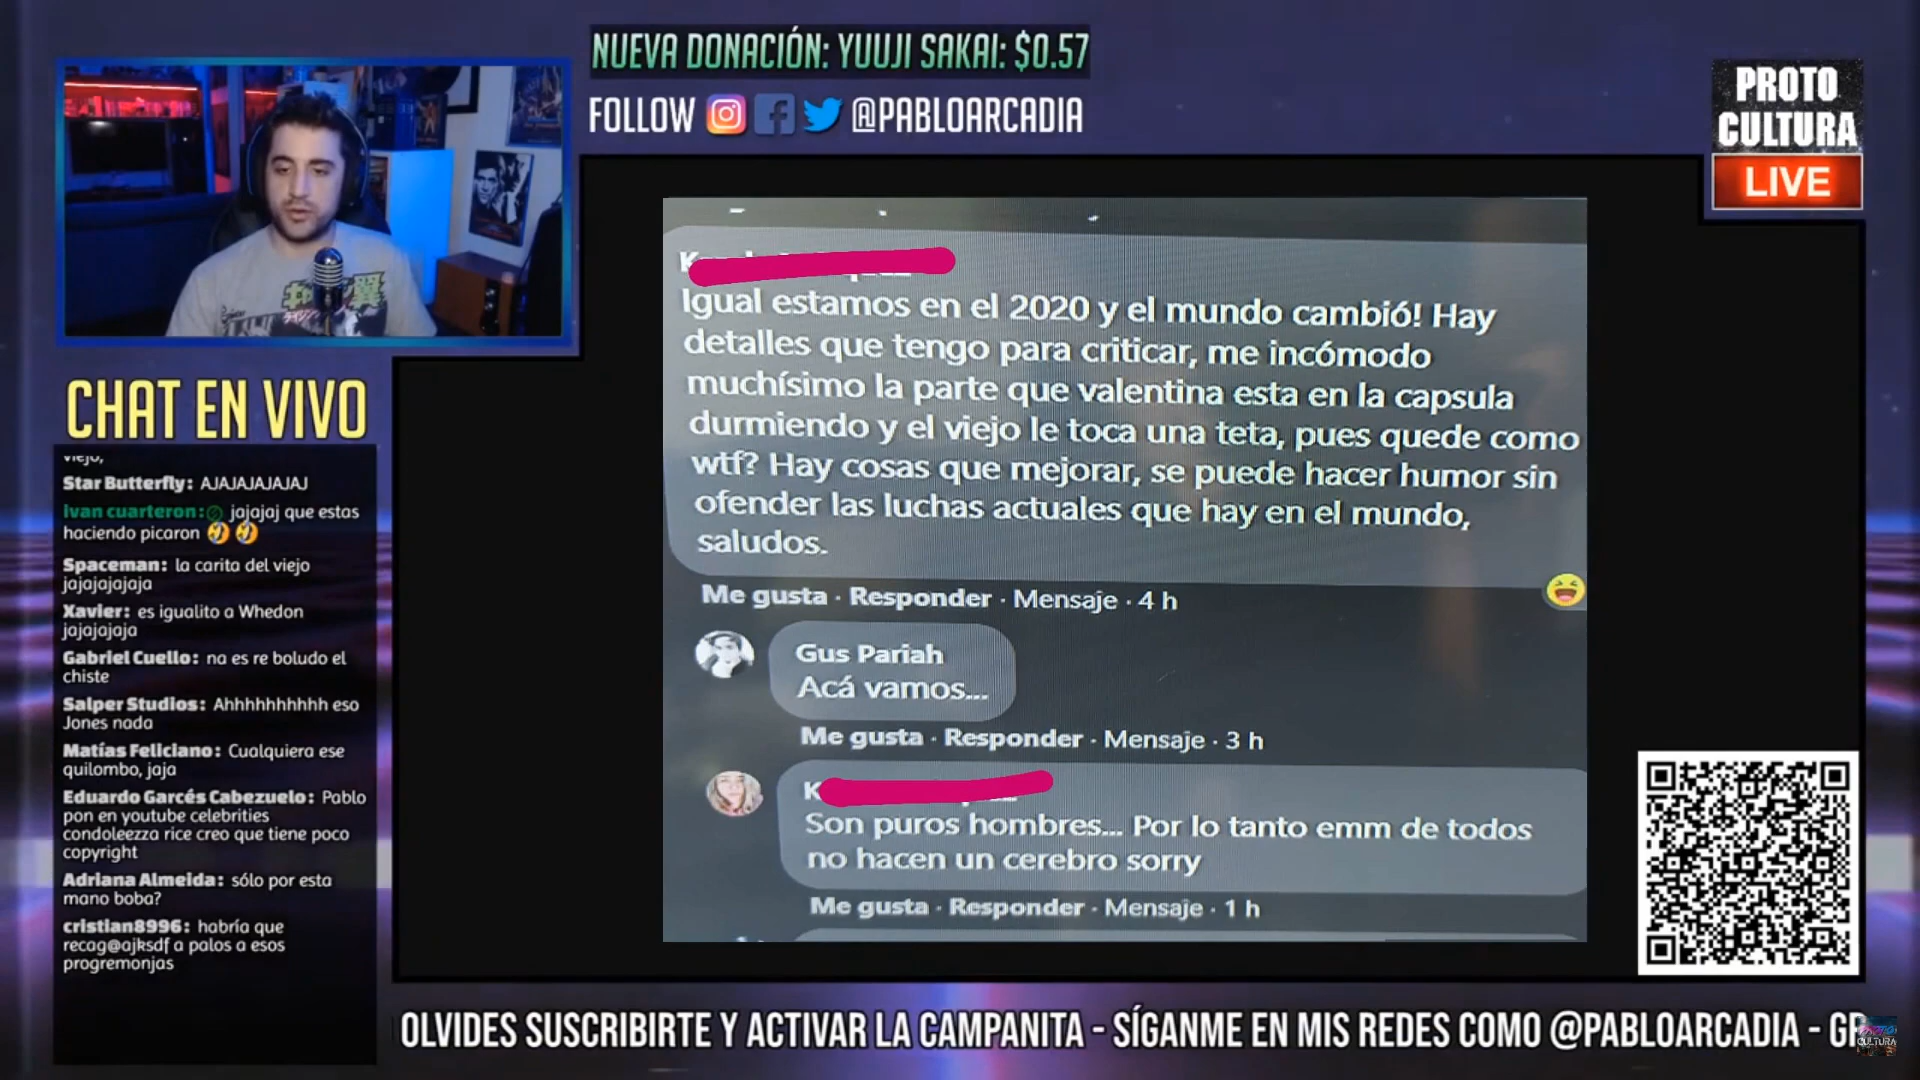 NUEVA DONACIÓN: YUUJI SAKAI: $0.57
FOLLOW @PABLOARCADIA
PROTO
CULTURA
LIVE
CHAT EN VIVO
viejo,
Star Butterfly: AJAJAJAJAJAJ
ivan cuarteron: jajajaj que estas
haciendo picaron 🤣 🤣
Spaceman: la carita del viejo
jajajajajaja
Xavier: es igualito a Whedon
jajajajaja
Gabriel Cuello: na es re boludo el
chiste
Salper Studios: Ahhhhhhhhhh eso
Jones nada
Matías Feliciano: Cualquiera ese
quilombo, jaja
Eduardo Garcés Cabezuelo: Pablo
pon en youtube celebrities
condoleezza rice creo que tiene poco
copyright
Adriana Almeida: sólo por esta
mano boba?
cristian8996: habría que
recag@ajksdf a palos a esos
progremonjas
Igual estamos en el 2020 y el mundo cambió! Hay
detalles que tengo para criticar, me incómodo
muchísimo la parte que valentina esta en la capsula
durmiendo y el viejo le toca una teta, pues quede como
wtf? Hay cosas que mejorar, se puede hacer humor sin
ofender las luchas actuales que hay en el mundo,
saludos.
Me gusta · Responder · Mensaje · 4 h
Gus Pariah
Acá vamos...
Me gusta · Responder · Mensaje · 3 h
Son puros hombres... Por lo tanto emm de todos
no hacen un cerebro sorry
Me gusta · Responder · Mensaje · 1 h
OLVIDES SUSCRIBIRTE Y ACTIVAR LA CAMPANITA - SÍGANME EN MIS REDES COMO @PABLOARCADIA -
CULTURA